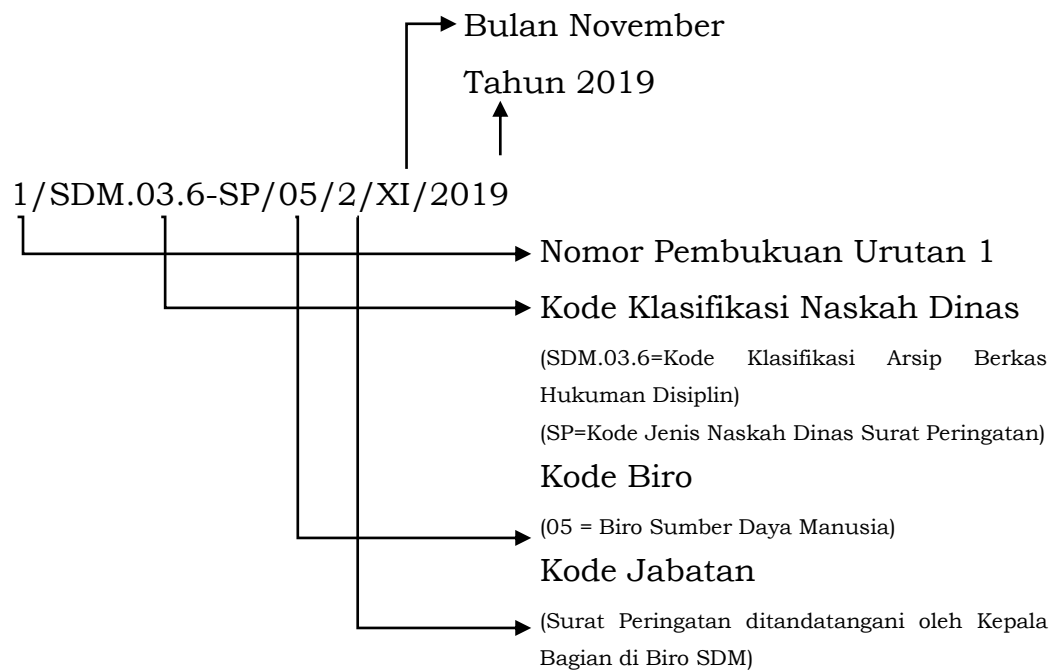 Bulan November
Tahun 2019
1/SDM.03.6-SP/05/2/XI/2019
Nomor Pembukuan Urutan 1
Kode Klasifikasi Naskah Dinas
(SDM.03.6=Kode Klasifikasi Arsip Berkas
Hukuman Disiplin)
(SP=Kode Jenis Naskah Dinas Surat Peringatan)
Kode Biro
(05 = Biro Sumber Daya Manusia)
Kode Jabatan
(Surat Peringatan ditandatangani oleh Kepala
Bagian di Biro SDM)